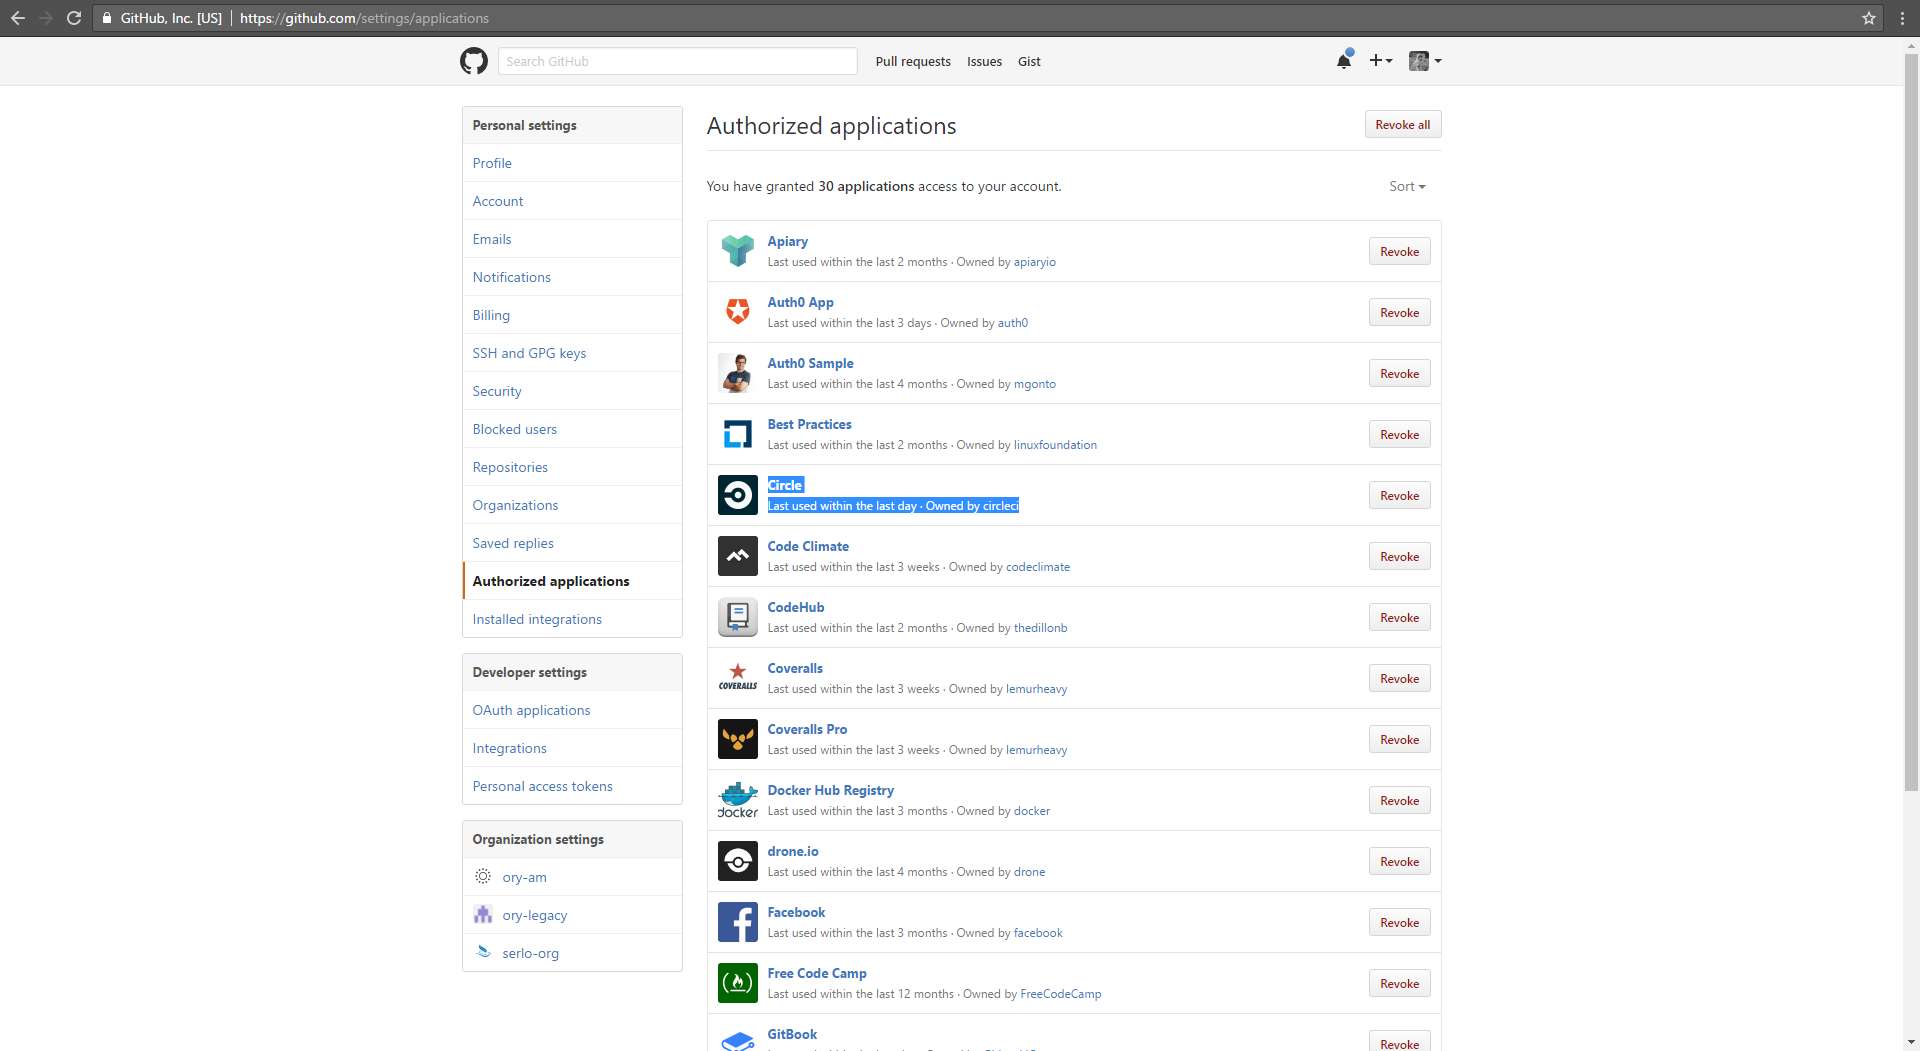 GitHub, Inc. [US] https://github.com/settings/applications
Search GitHub
Pull requests Issues Gist
Personal settings
Profile
Account
Emails
Notifications
Billing
SSH and GPG keys
Security
Blocked users
Repositories
Organizations
Saved replies
Authorized applications
Installed integrations
Developer settings
OAuth applications
Integrations
Personal access tokens
Organization settings
ory-am
ory-legacy
serlo-org
Authorized applications
Revoke all
You have granted 30 applications access to your account.
Sort
Apiary
Last used within the last 2 months · Owned by apiaryio
Revoke
Auth0 App
Last used within the last 3 days · Owned by auth0
Revoke
Auth0 Sample
Last used within the last 4 months · Owned by mgonto
Revoke
Best Practices
Last used within the last 2 months · Owned by linuxfoundation
Revoke
Circle
Last used within the last day · Owned by circleci
Revoke
Code Climate
Last used within the last 3 weeks · Owned by codeclimate
Revoke
CodeHub
Last used within the last 2 months · Owned by thedillonb
Revoke
COVERALLS
Coveralls
Last used within the last 3 weeks · Owned by lemurheavy
Revoke
Coveralls Pro
Last used within the last 3 weeks · Owned by lemurheavy
Revoke
docker
Docker Hub Registry
Last used within the last 3 months · Owned by docker
Revoke
drone.io
Last used within the last 4 months · Owned by drone
Revoke
Facebook
Last used within the last 3 months · Owned by facebook
Revoke
Free Code Camp
Last used within the last 12 months · Owned by FreeCodeCamp
Revoke
GitBook
Revoke